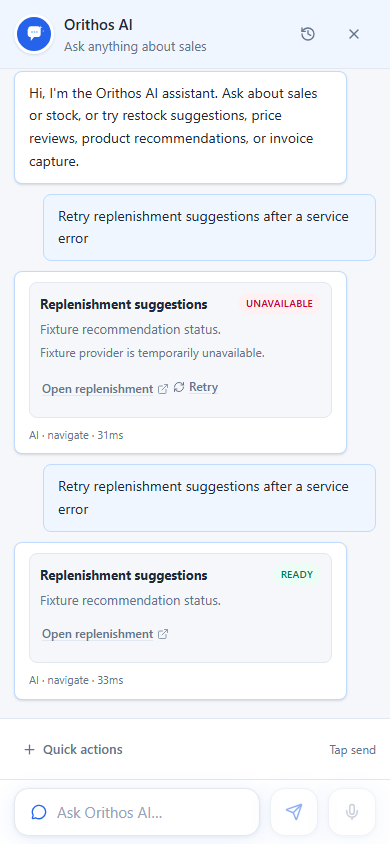 Orithos AI
Ask anything about sales
Hi, I'm the Orithos AI assistant. Ask about sales
or stock, or try restock suggestions, price
reviews, product recommendations, or invoice
capture.
Retry replenishment suggestions after a service
error
Replenishment suggestions UNAVAILABLE
Fixture recommendation status.
Fixture provider is temporarily unavailable.
Open replenishment Retry
AI · navigate · 31ms
Retry replenishment suggestions after a service
error
Replenishment suggestions READY
Fixture recommendation status.
Open replenishment
AI · navigate · 33ms
Quick actions Tap send
Ask Orithos AI...